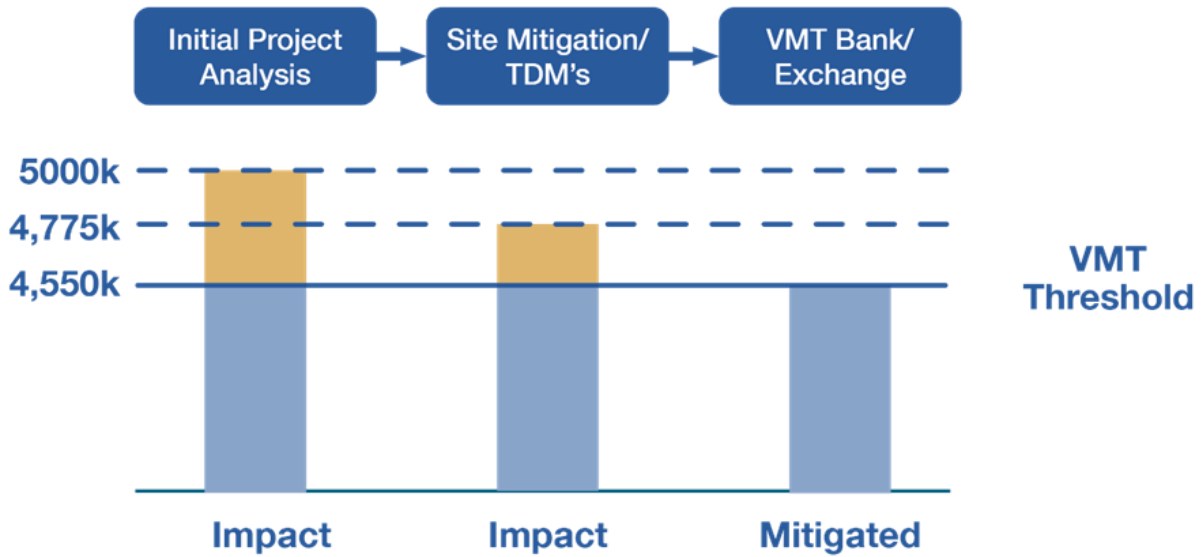 Initial Project
Analysis
Site Mitigation/
TDM's
VMT Bank/
Exchange
5000k
4,775k
4,550k
VMT
Threshold
Impact
Impact
Mitigated